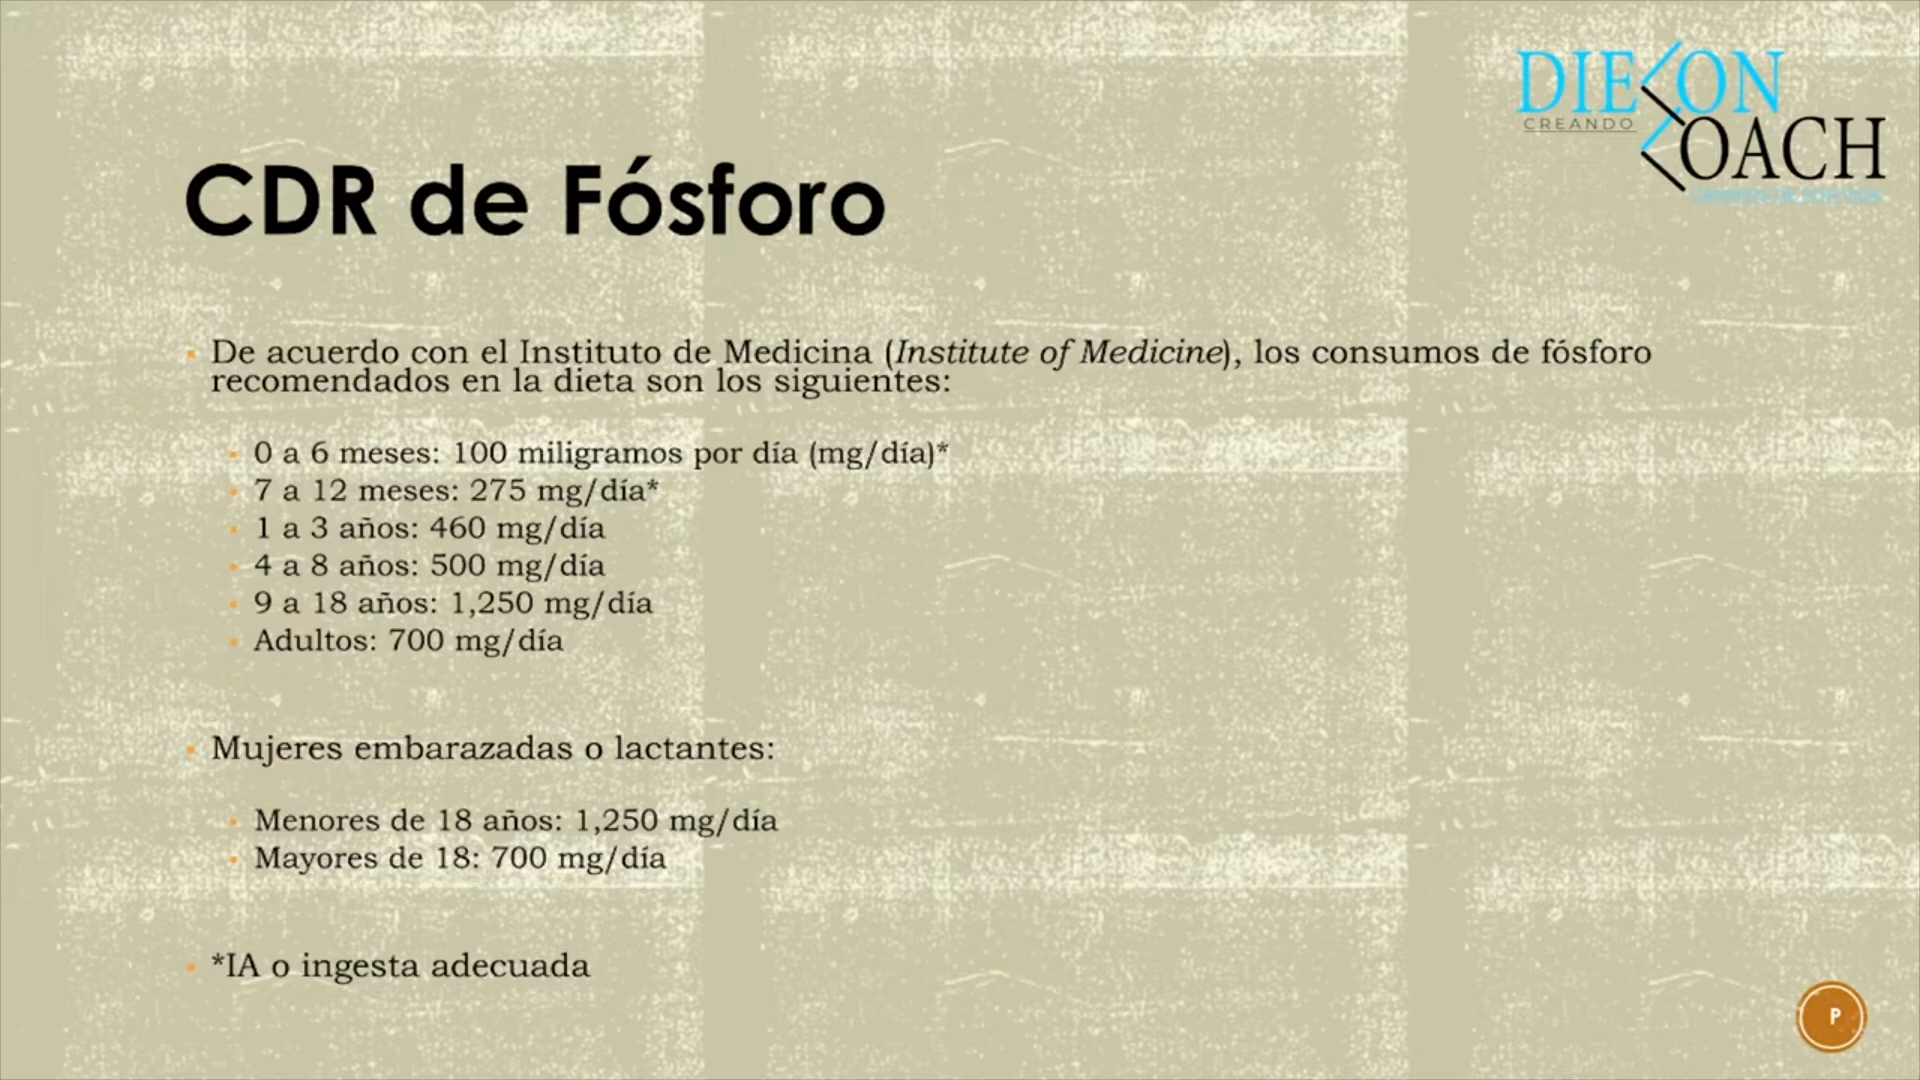 DIEZON
CREANDO
COACH
CDR de Fósforo
De acuerdo con el Instituto de Medicina (Institute of Medicine), los consumos de fósforo
recomendados en la dieta son los siguientes:
0 a 6 meses: 100 miligramos por día (mg/día)*
7 a 12 meses: 275 mg/día*
1 a 3 años: 460 mg/día
4 a 8 años: 500 mg/día
9 a 18 años: 1,250 mg/día
Adultos: 700 mg/día
Mujeres embarazadas o lactantes:
Menores de 18 años: 1,250 mg/día
Mayores de 18: 700 mg/día
*IA o ingesta adecuada
P